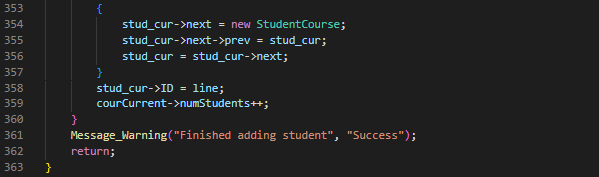 353 {
354 stud_cur->next = new StudentCourse;
355 stud_cur->next->prev = stud_cur;
356 stud_cur = stud_cur->next;
357 }
358 stud_cur->ID = line;
359 courCurrent->numStudents++;
360 }
361 Message_Warning("Finished adding student", "Success");
362 return;
363 }